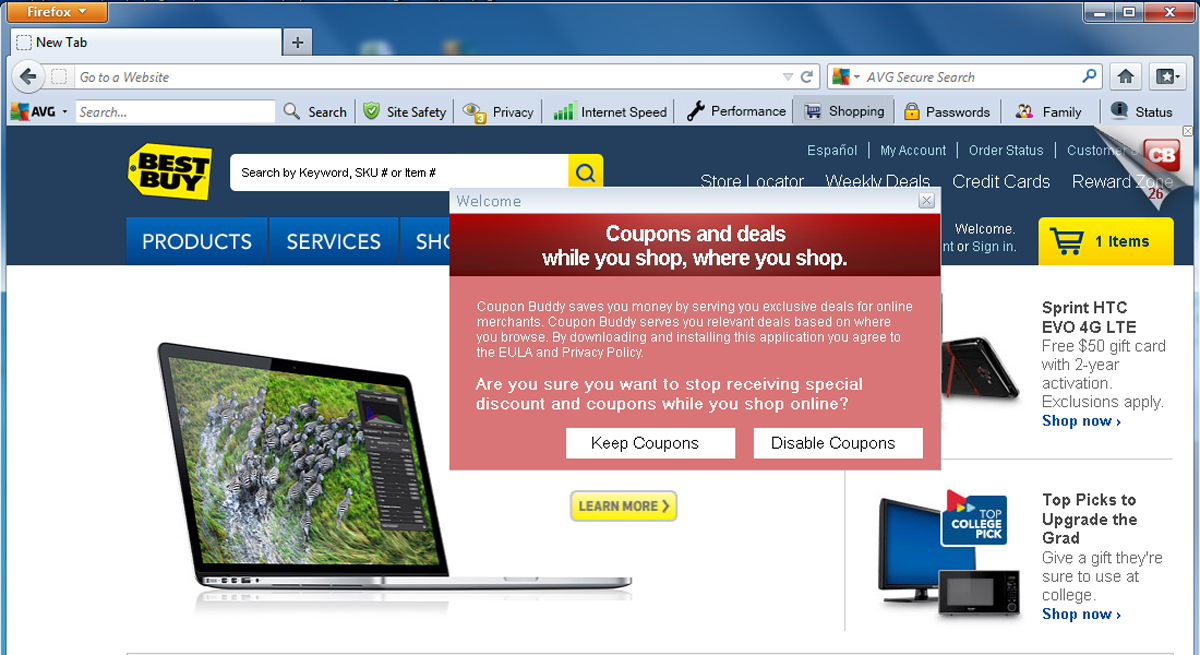 Firefox
New Tab
Go to a Website
AVG Secure Search
AVG
Search...
Search
Site Safety
3
Privacy
Internet Speed
Performance
Shopping
Passwords
Family
Status
Español
My Account
Order Status
Customer
CB
26
BEST
BUY
Search by Keyword, SKU # or Item #
Store Locator
Weekly Deals
Credit Cards
Reward Zone
PRODUCTS
SERVICES
SHO
Welcome.
nt or Sign in.
1 Items
Welcome
Coupons and deals
while you shop, where you shop.
Coupon Buddy saves you money by serving you exclusive deals for online
merchants. Coupon Buddy serves you relevant deals based on where
you browse. By downloading and installing this application you agree to
the EULA and Privacy Policy.
Are you sure you want to stop receiving special
discount and coupons while you shop online?
Keep Coupons
Disable Coupons
LEARN MORE
Sprint HTC
EVO 4G LTE
Free $50 gift card
with 2-year
activation.
Exclusions apply.
Shop now ›
TOP
COLLEGE
PICK
Top Picks to
Upgrade the
Grad
Give a gift they're
sure to use at
college.
Shop now ›